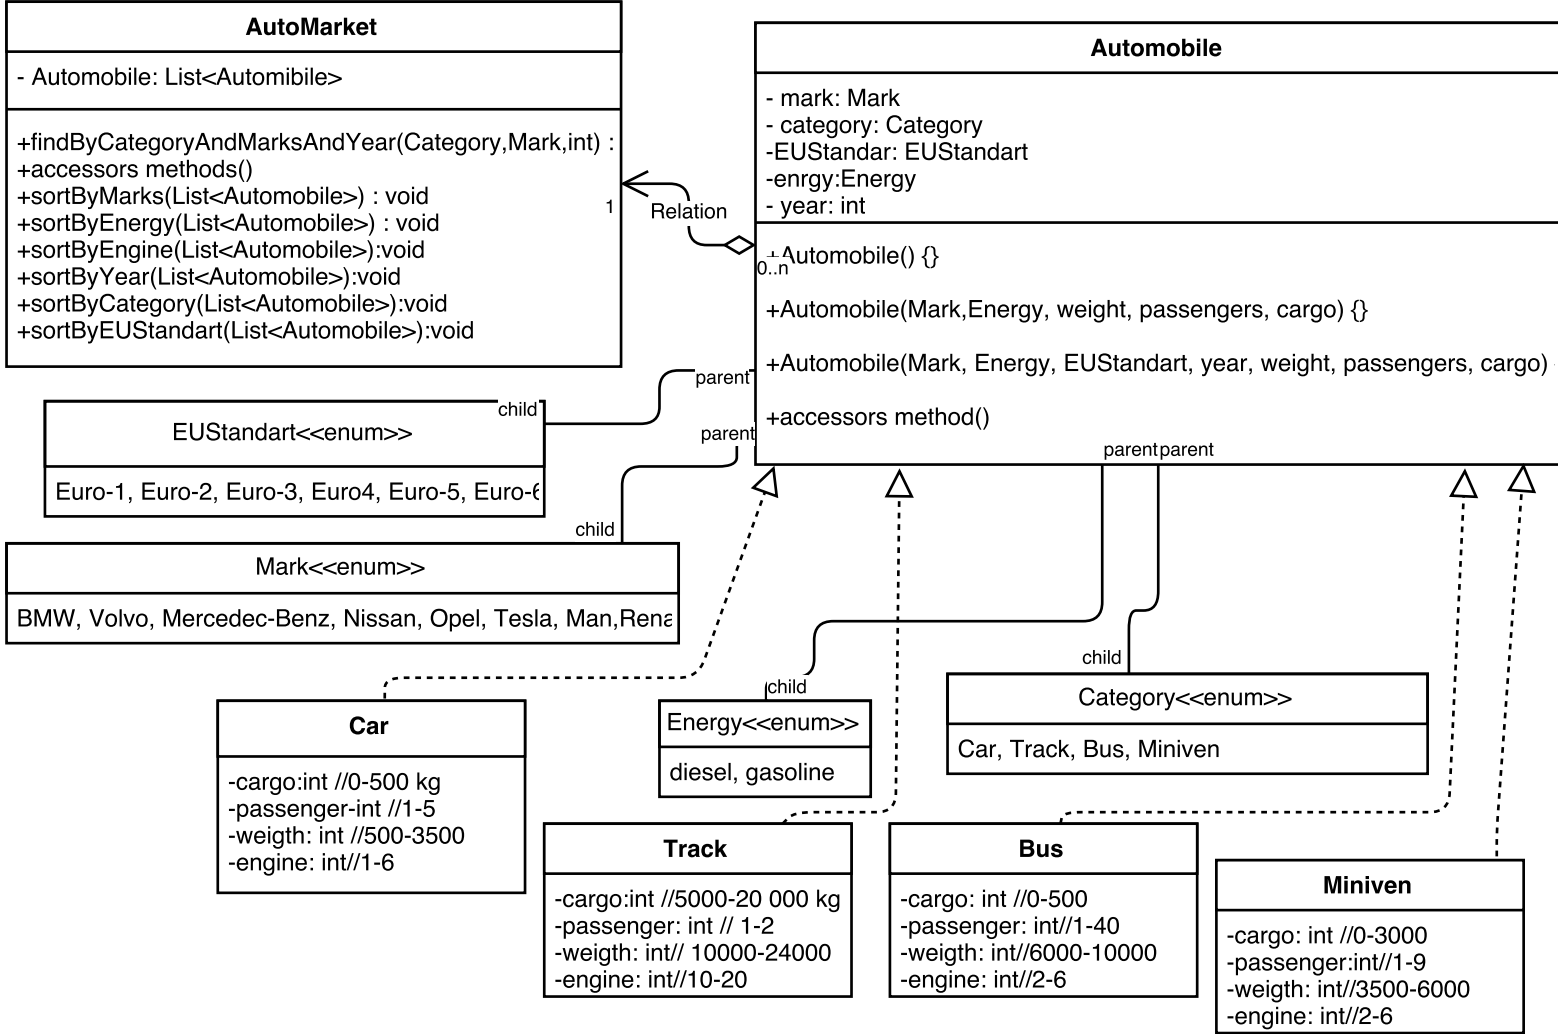 AutoMarket
- Automobile: List<Automibile>
+findByCategoryAndMarksAndYear(Category,Mark,int) :
+accessors methods()
+sortByMarks(List<Automobile>) : void
+sortByEnergy(List<Automobile>) : void
+sortByEngine(List<Automobile>):void
+sortByYear(List<Automobile>):void
+sortByCategory(List<Automobile>):void
+sortByEUStandart(List<Automobile>):void
1
Relation
0..n
Automobile
- mark: Mark
- category: Category
-EUStandar: EUStandart
-enrgy:Energy
- year: int
+Automobile() {}
+Automobile(Mark,Energy, weight, passengers, cargo) {}
+Automobile(Mark, Energy, EUStandart, year, weight, passengers, cargo)
+accessors method()
parent
child
EUStandart<<enum>>
Euro-1, Euro-2, Euro-3, Euro4, Euro-5, Euro-6
parent
child
Mark<<enum>>
BMW, Volvo, Mercedec-Benz, Nissan, Opel, Tesla, Man,Rena
parent
parent
child
Energy<<enum>>
diesel, gasoline
child
Category<<enum>>
Car, Track, Bus, Miniven
Car
-cargo:int //0-500 kg
-passenger-int //1-5
-weigth: int //500-3500
-engine: int//1-6
Track
-cargo:int //5000-20 000 kg
-passenger: int // 1-2
-weigth: int// 10000-24000
-engine: int//10-20
Bus
-cargo: int //0-500
-passenger: int//1-40
-weigth: int//6000-10000
-engine: int//2-6
Miniven
-cargo: int //0-3000
-passenger:int//1-9
-weigth: int//3500-6000
-engine: int//2-6